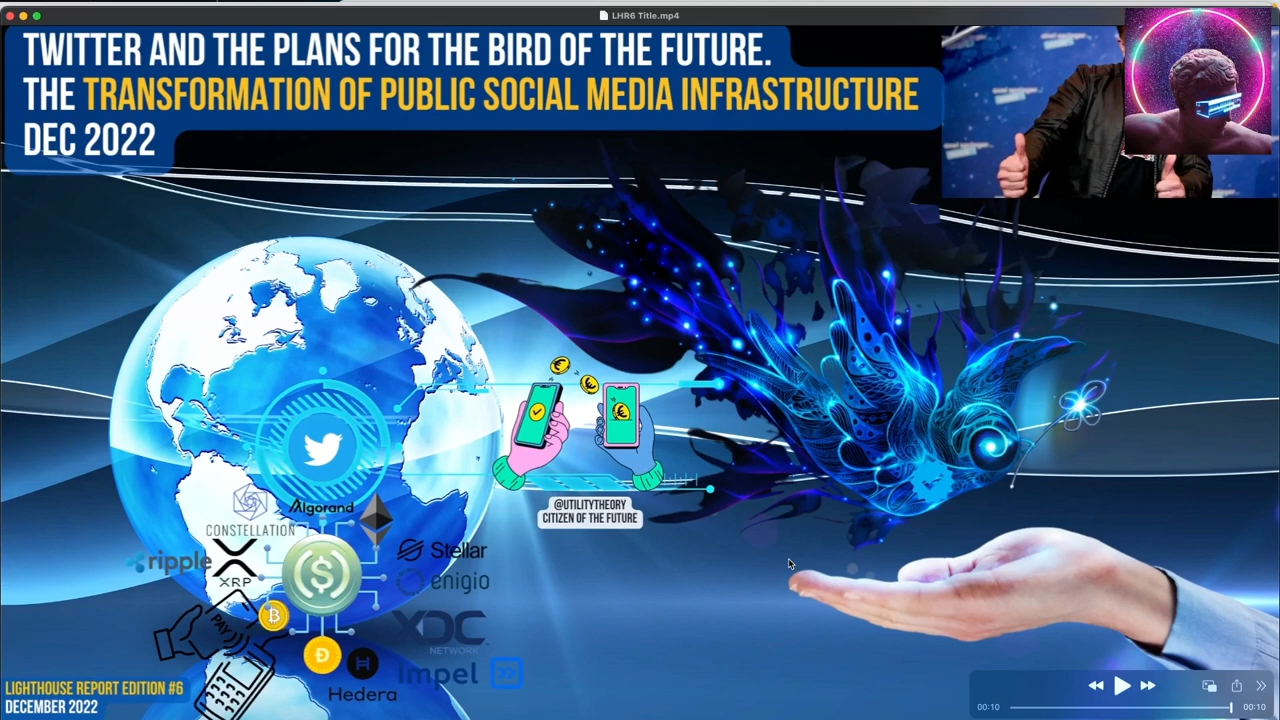 LHR6 Title.mp4
TWITTER AND THE PLANS FOR THE BIRD OF THE FUTURE.
THE TRANSFORMATION OF PUBLIC SOCIAL MEDIA INFRASTRUCTURE
DEC 2022
@UTILITYTHEORY
CITIZEN OF THE FUTURE
Algorand
CONSTELLATION
Stellar
ripple
XRP
enigio
PAY
XDC
NETWORK
Impel
Hedera
LIGHTHOUSE REPORT EDITION #6
DECEMBER 2022
00:10
00:10